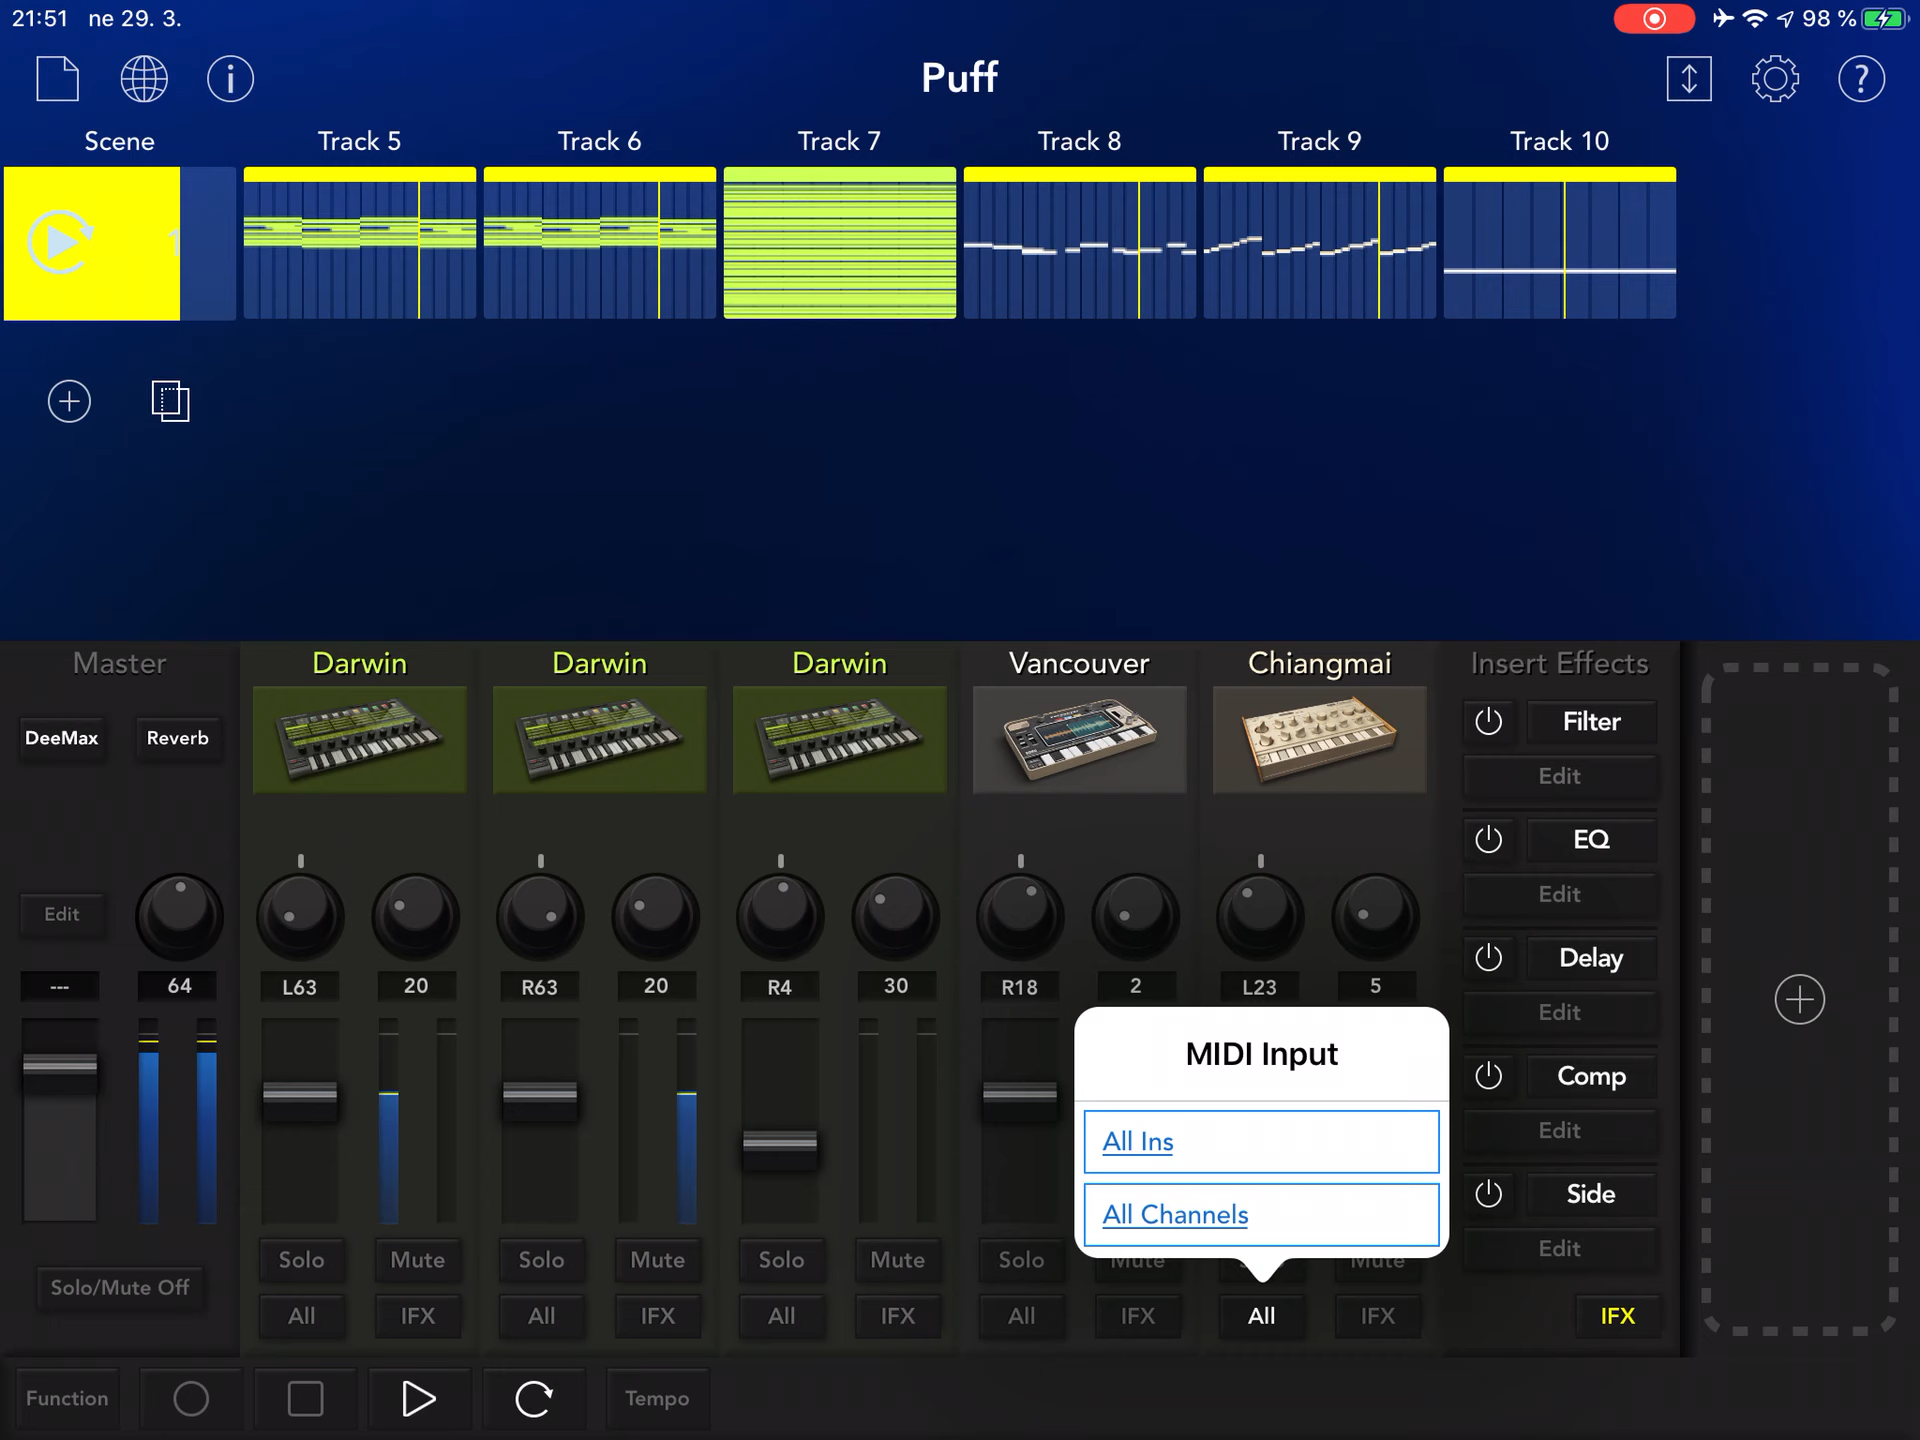 21:51 ne 29. 3. 98 %
Puff
Scene Track 5 Track 6 Track 7 Track 8 Track 9 Track 10
Master Darwin Darwin Darwin Vancouver Chiangmai Insert Effects
DeeMax Reverb Filter
Edit
EQ
Edit
Edit Delay
--- 64 L63 20 R63 20 R4 30 R18 2 L23 5
Edit
MIDI Input
Comp
All Ins
Edit
All Channels
Side
Solo Mute Solo Mute Solo Mute Solo Mute Mute Edit
Solo/Mute Off
All IFX All IFX All IFX All IFX All IFX IFX
Function Tempo